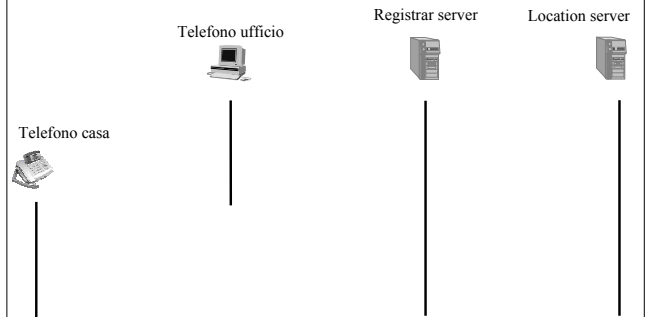 Registrar server
Location server
Telefono ufficio
Telefono casa